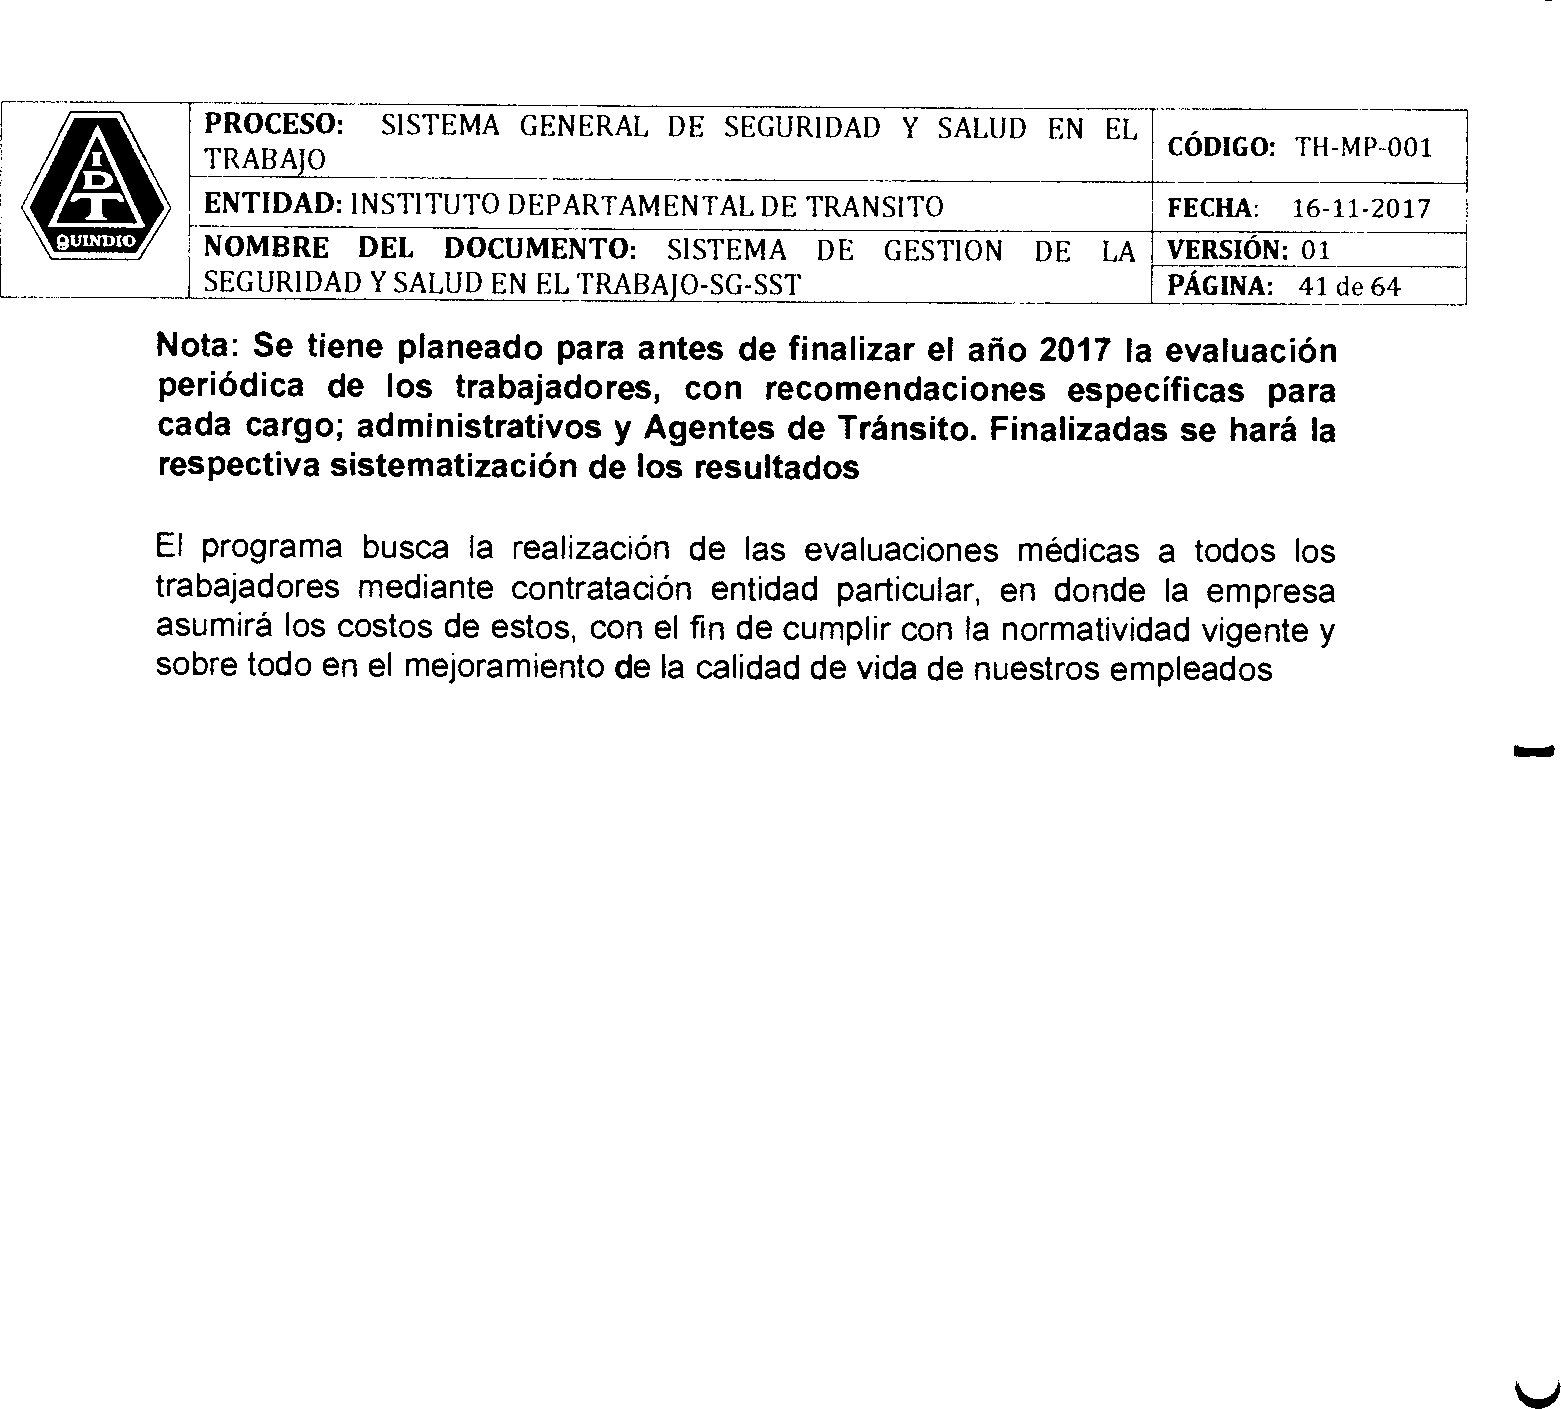 I
D
T
QUINDIO
PROCESO: SISTEMA GENERAL DE SEGURIDAD Y SALUD EN EL
TRABAJO
CÓDIGO: TH-MP-001
ENTIDAD: INSTITUTO DEPARTAMENTAL DE TRANSITO
FECHA: 16-11-2017
NOMBRE DEL DOCUMENTO: SISTEMA DE GESTION DE LA
SEGURIDAD Y SALUD EN EL TRABAJO-SG-SST
VERSIÓN: 01
PÁGINA: 41 de 64
Nota: Se tiene planeado para antes de finalizar el año 2017 la evaluación
periódica de los trabajadores, con recomendaciones específicas para
cada cargo; administrativos y Agentes de Tránsito. Finalizadas se hará la
respectiva sistematización de los resultados
El programa busca la realización de las evaluaciones médicas a todos los
trabajadores mediante contratación entidad particular, en donde la empresa
asumirá los costos de estos, con el fin de cumplir con la normatividad vigente y
sobre todo en el mejoramiento de la calidad de vida de nuestros empleados